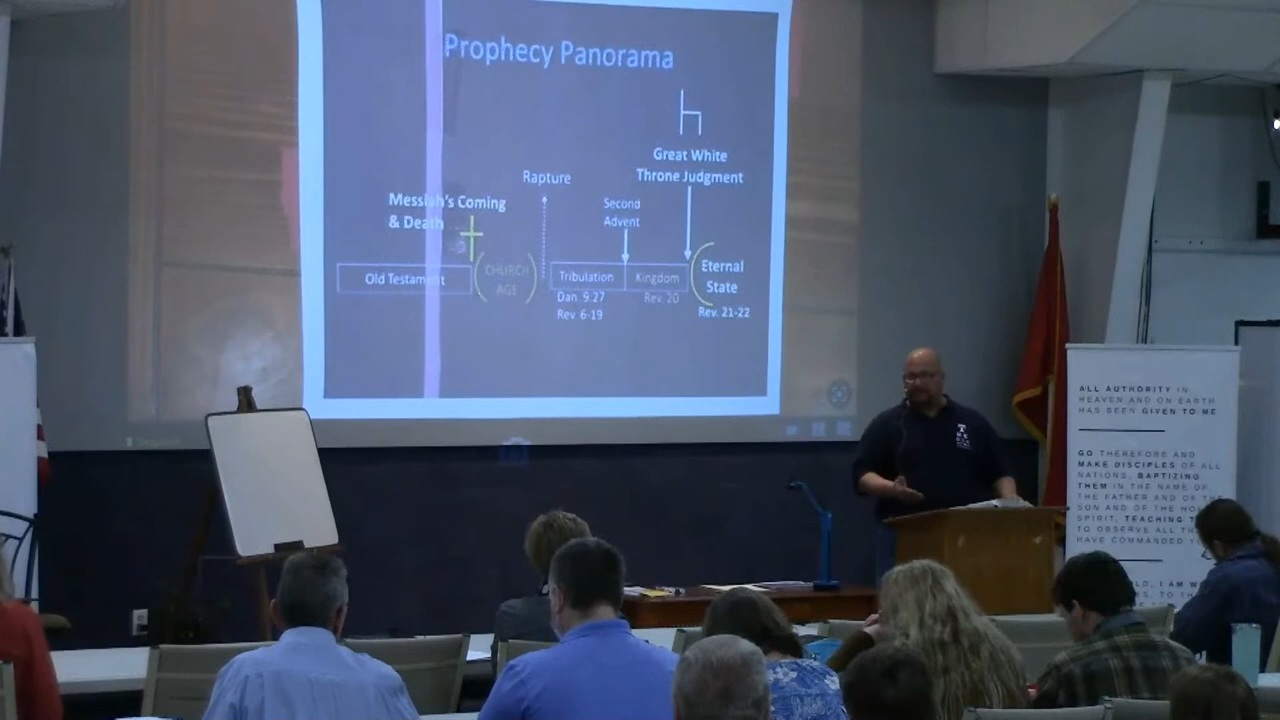 Prophecy Panorama
Great White
Throne Judgment
Rapture
Messiah's Coming
& Death
Second
Advent
Old Testament
CHURCH
AGE
Tribulation
Kingdom
Eternal
State
Dan 9.27
Rev 6-19
Rev. 20
Rev. 21-22
ALL AUTHORITY IN
HEAVEN AND ON EARTH
HAS BEEN GIVEN TO ME
GO THEREFORE AND
MAKE DISCIPLES OF ALL
NATIONS, BAPTIZING
THEM IN THE NAME OF
THE FATHER AND OF THE
SON AND OF THE HOLY
SPIRIT, TEACHING T
TO OBSERVE ALL TH
HAVE COMMANDED Y
LD, I AM W